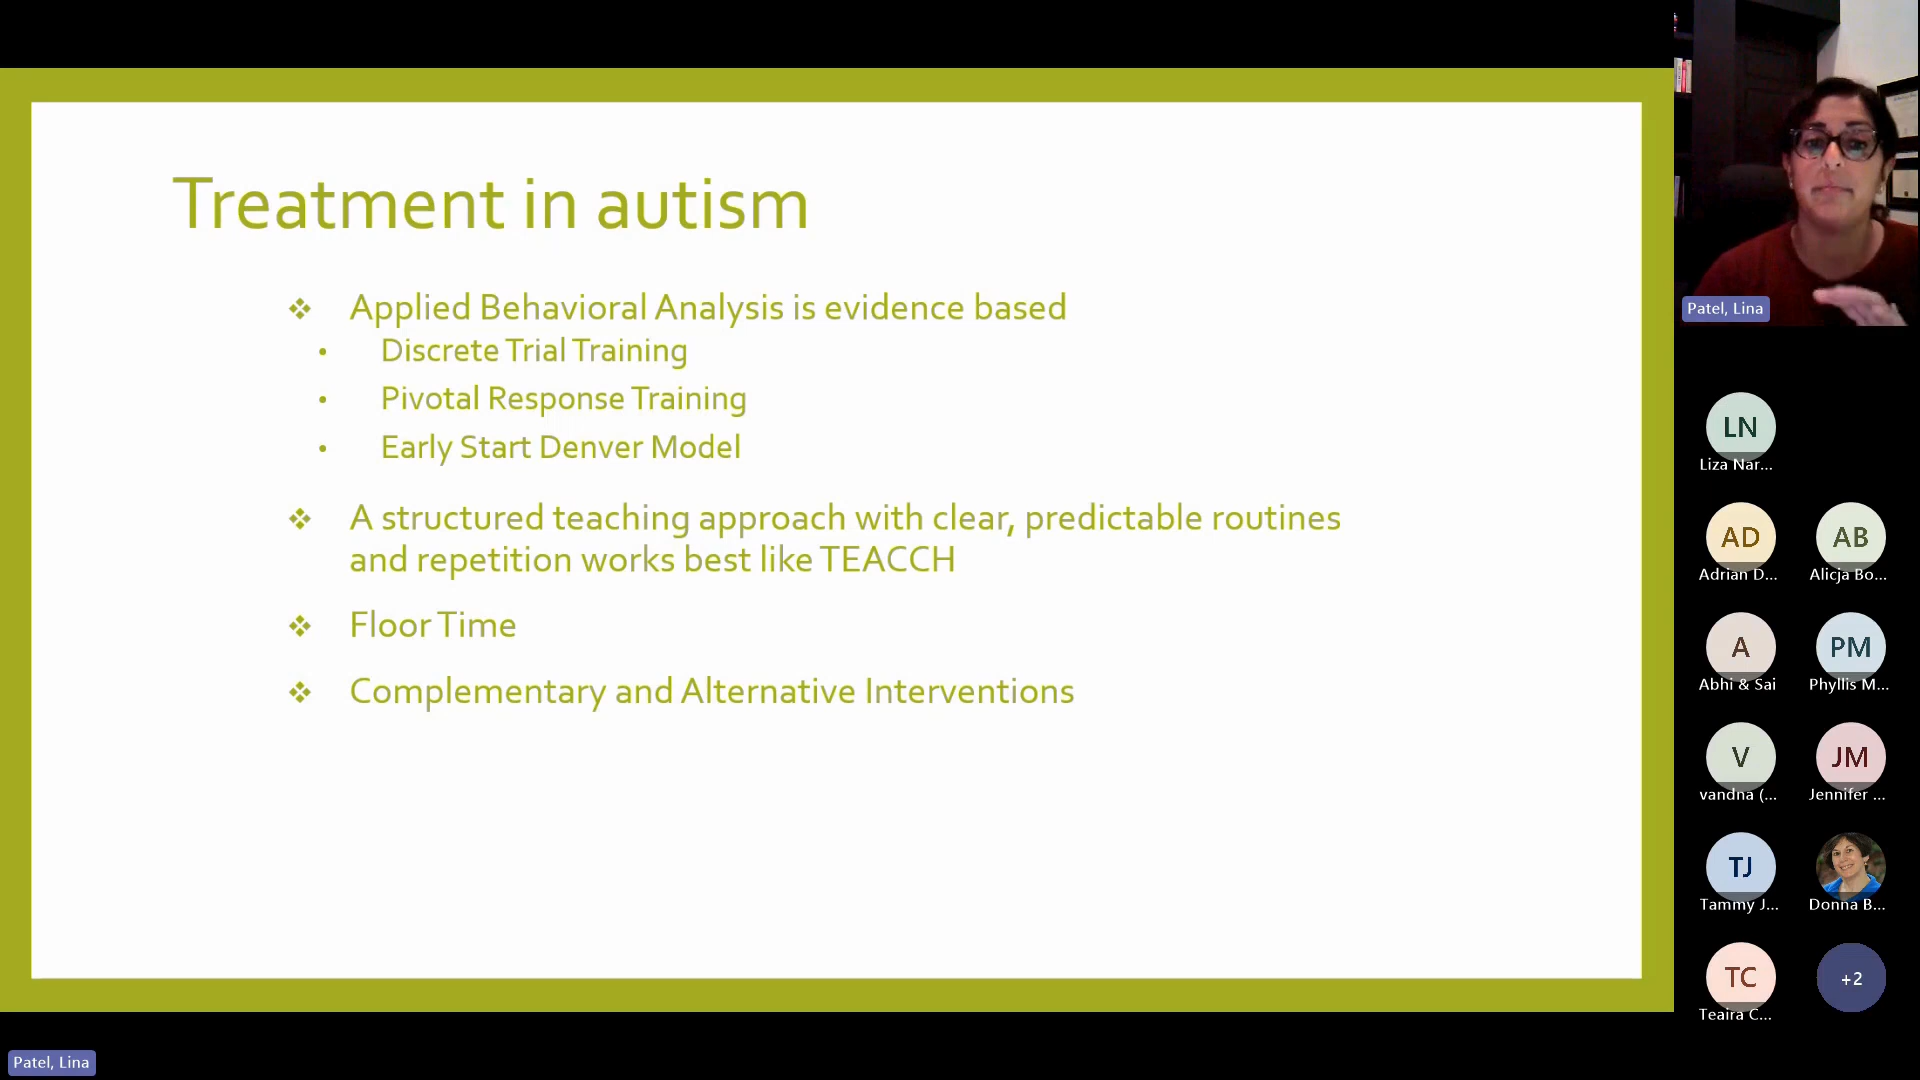 Treatment in autism
❖ Applied Behavioral Analysis is evidence based
• Discrete Trial Training
• Pivotal Response Training
• Early Start Denver Model
❖ A structured teaching approach with clear, predictable routines
and repetition works best like TEACCH
❖ Floor Time
❖ Complementary and Alternative Interventions
Patel, Lina
LN
Liza Nar...
AD
Adrian D...
AB
Alicja Bo...
A
Abhi & Sai
PM
Phyllis M...
V
vandna (...
JM
Jennifer ...
TJ
Tammy J...
Donna B...
TC
Teaira C...
+2
Patel, Lina